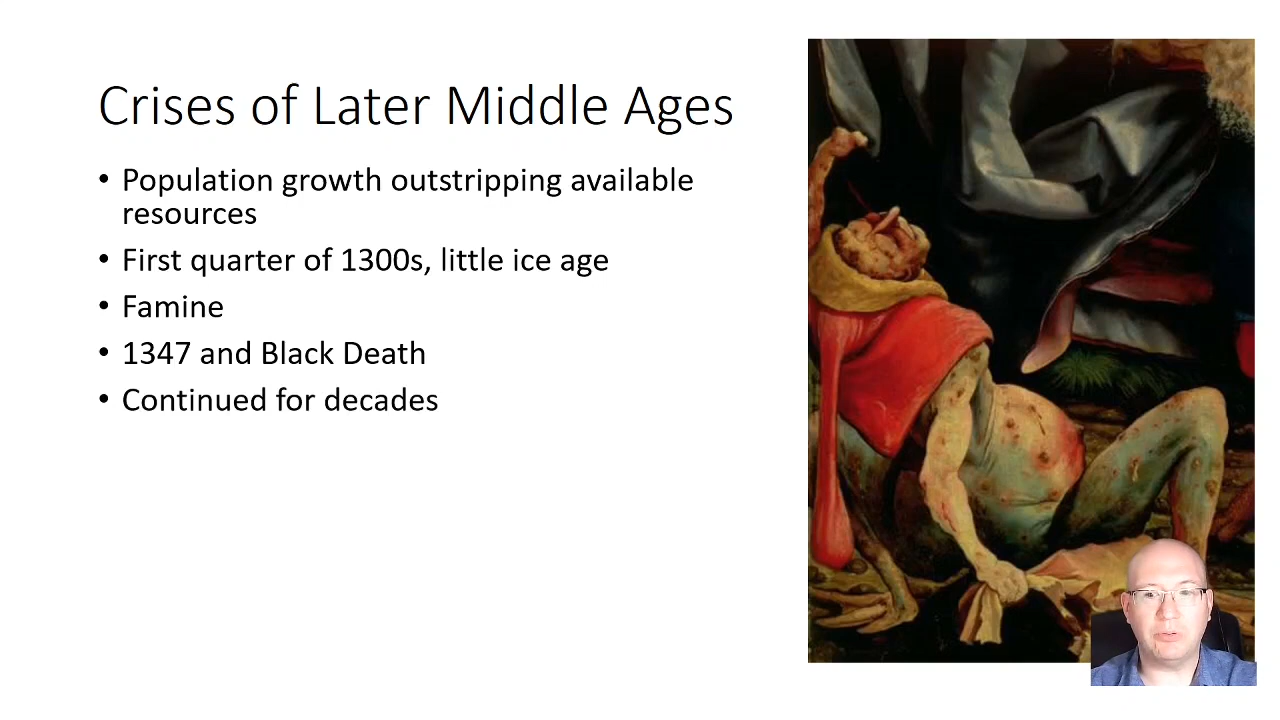 Crises of Later Middle Ages
• Population growth outstripping available
resources
• First quarter of 1300s, little ice age
• Famine
• 1347 and Black Death
• Continued for decades